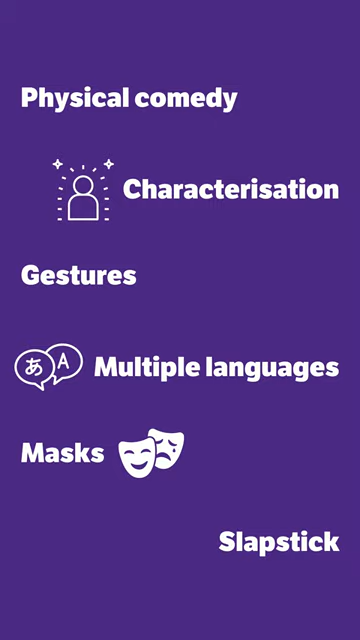 Physical comedy
Characterisation
Gestures
あ A
Multiple languages
Masks
Slapstick